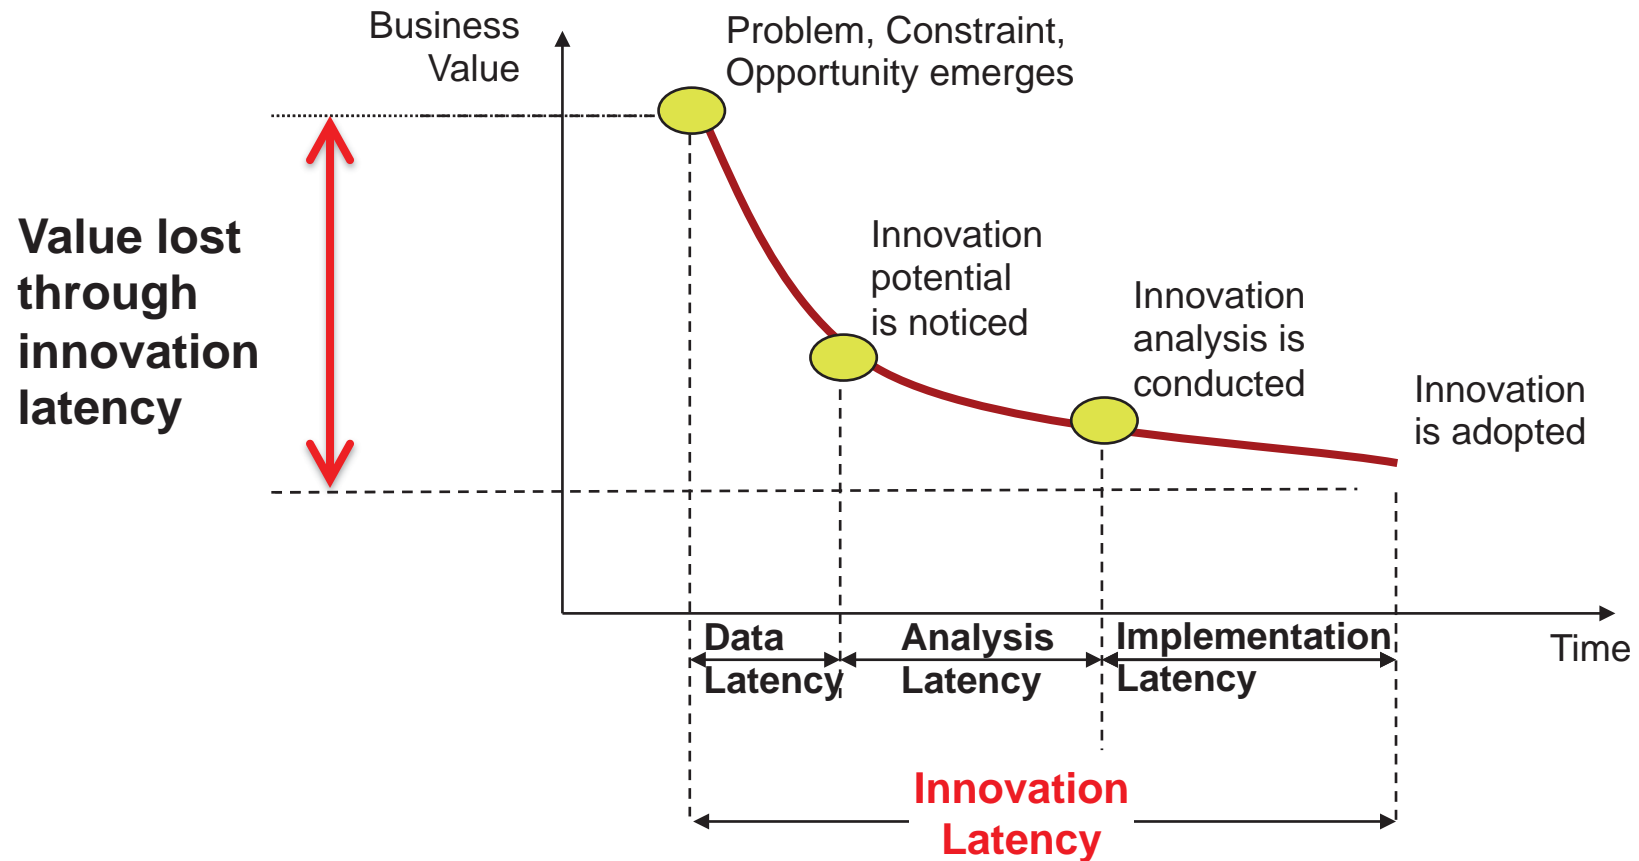 Business
Value
Problem, Constraint,
Opportunity emerges
Value lost
through
innovation
latency
Innovation
potential
is noticed
Innovation
analysis is
conducted
Innovation
is adopted
Data
Latency
Analysis
Latency
Implementation
Latency
Time
Innovation
Latency